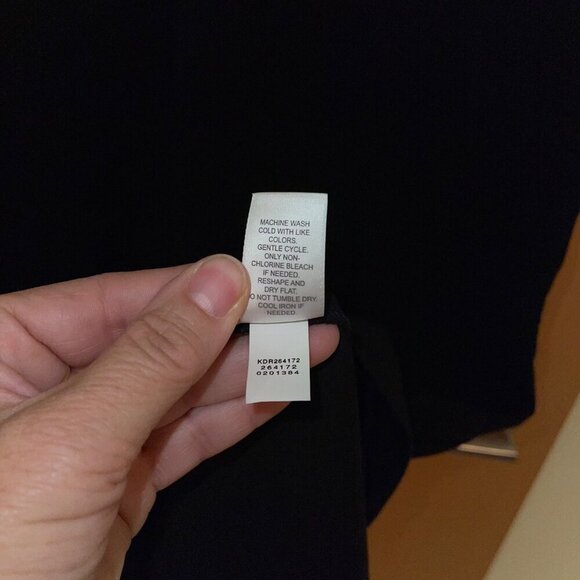 MACHINE WASH
COLD WITH LIKE
COLORS.
GENTLE CYCLE.
ONLY NON-
CHLORINE BLEACH
IF NEEDED.
RESHAPE AND
DRY FLAT.
DO NOT TUMBLE DRY.
COOL IRON IF
NEEDED.
KDR264172
264172
0201384